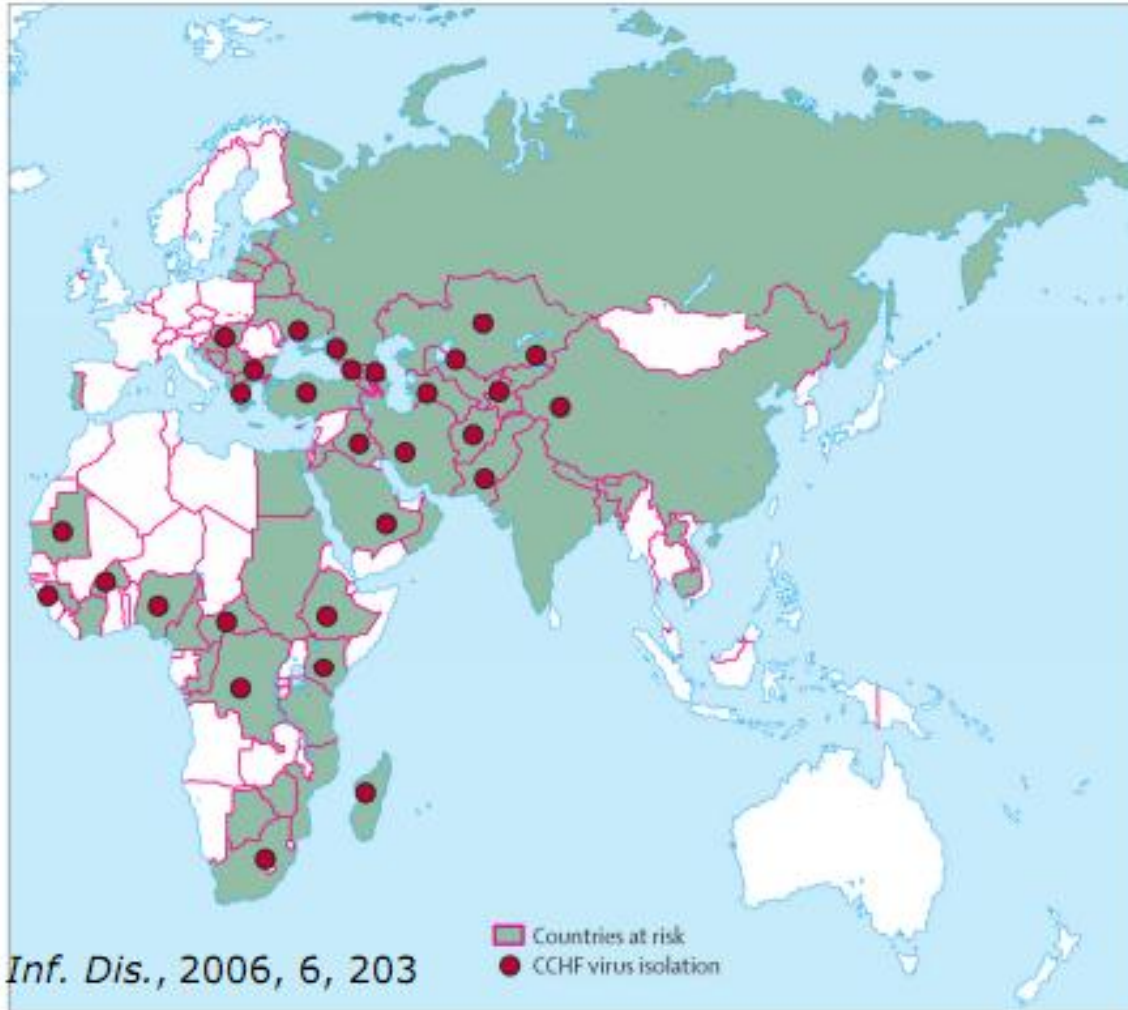 Countries at risk
CCHF virus isolation
Inf. Dis., 2006, 6, 203